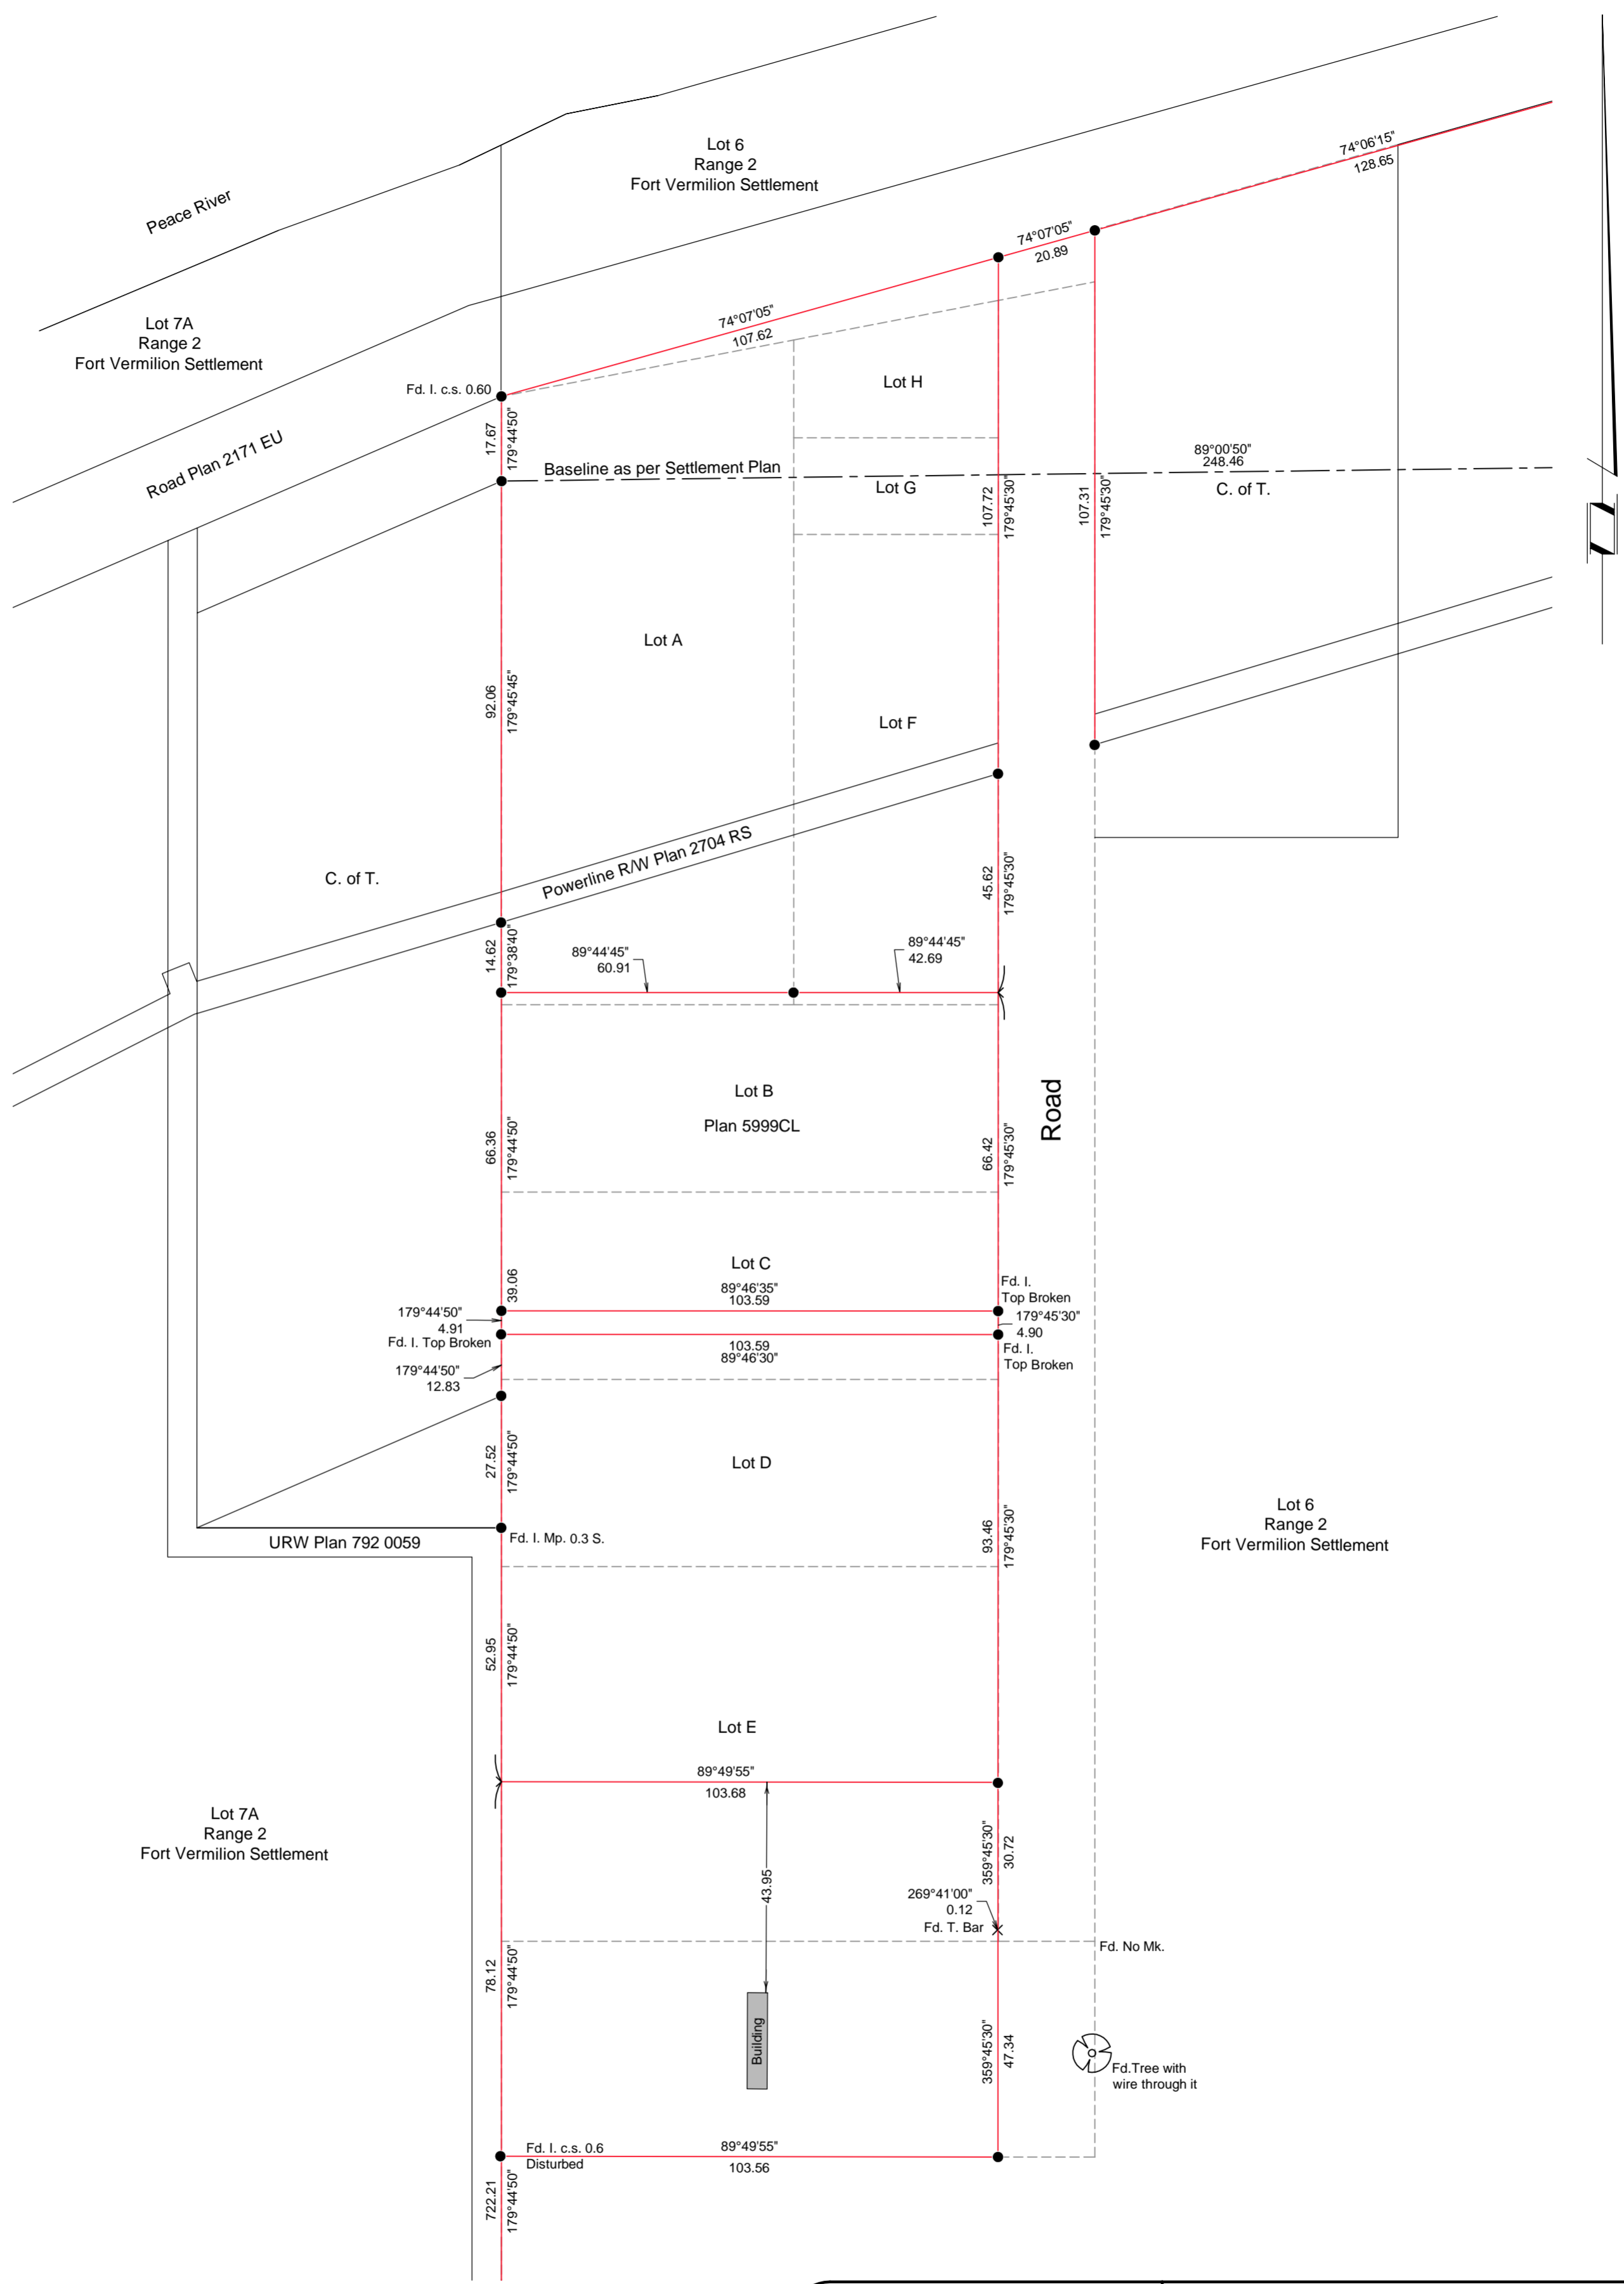 Lot 6
Range 2
Fort Vermilion Settlement
74°06'15"
128.65
Peace River
74°07'05"
20.89
Lot 7A
Range 2
Fort Vermilion Settlement
74°07'05"
107.62
Fd. I. c.s. 0.60
Lot H
17.67
179°44'50"
Road Plan 2171 EU
Baseline as per Settlement Plan
89°00'50"
248.46
C. of T.
Lot G
107.72
179°45'30"
107.31
179°45'30"
Lot A
92.06
179°45'45"
Lot F
Powerline R/W Plan 2704 RS
C. of T.
45.62
179°45'30"
14.62
179°38'40"
89°44'45"
60.91
89°44'45"
42.69
Lot B
Plan 5999CL
Road
66.36
179°44'50"
66.42
179°45'30"
Lot C
39.06
89°46'35"
103.59
Fd. I.
Top Broken
179°44'50"
4.91
179°45'30"
4.90
Fd. I. Top Broken
103.59
89°46'30"
Fd. I.
Top Broken
179°44'50"
12.83
27.52
179°44'50"
Lot D
Lot 6
Range 2
Fort Vermilion Settlement
URW Plan 792 0059
Fd. I. Mp. 0.3 S.
93.46
179°45'30"
52.95
179°44'50"
Lot E
89°49'55"
103.68
Lot 7A
Range 2
Fort Vermilion Settlement
43.95
359°45'30"
30.72
269°41'00"
0.12
Fd. T. Bar
Fd. No Mk.
78.12
179°44'50"
Building
359°45'30"
47.34
Fd.Tree with
wire through it
Fd. I. c.s. 0.6
Disturbed
89°49'55"
103.56
722.21
179°44'50"